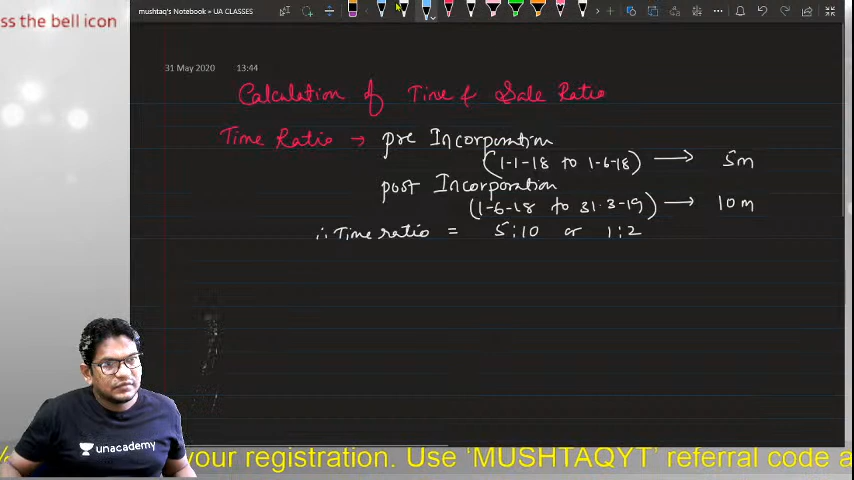 ss the bell icon
mushtaq's Notebook = UA CLASSES
31 May 2020 13:44
Calculation of Time & Sale Ratio
Time Ratio → pre Incorporation
(1-1-18 to 1-6-18) → 5m
post Incorporation
(1-6-18 to 31.3-19) → 10m
∴ Time ratio = 5:10 or 1:2
unacademy
your registration. Use 'MUSHTAQYT' referral code a